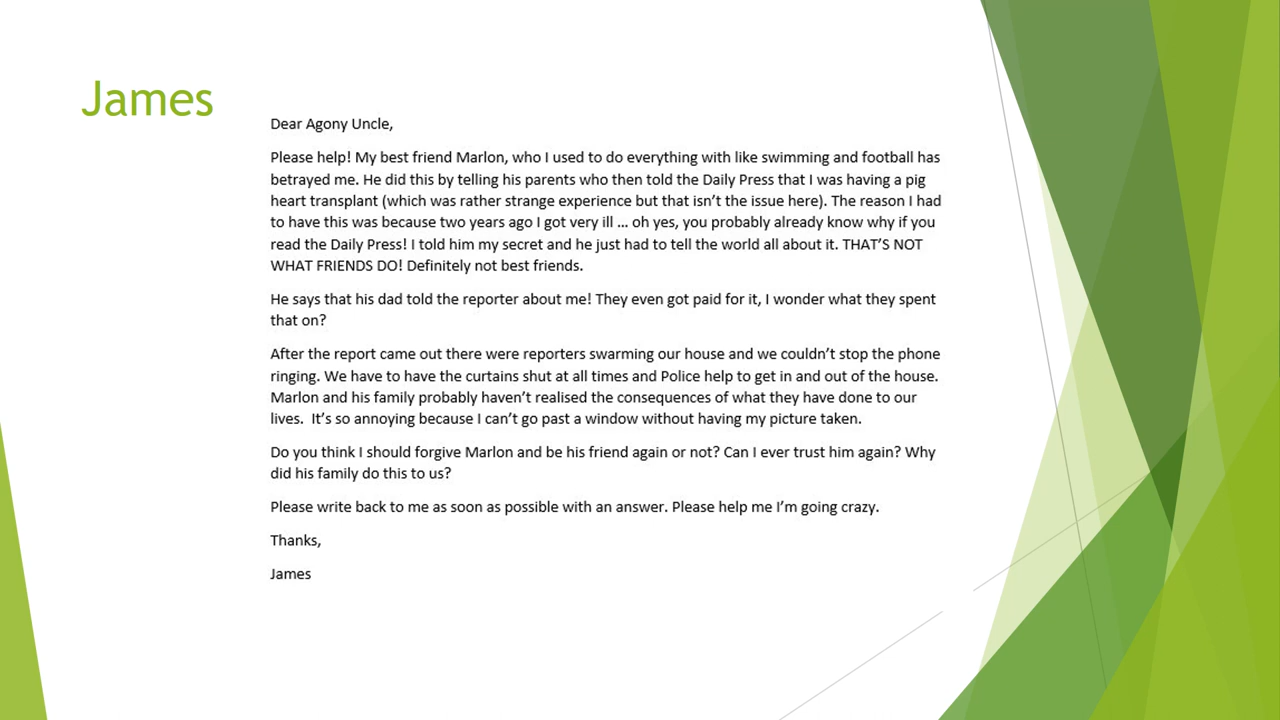 James
Dear Agony Uncle,
Please help! My best friend Marlon, who I used to do everything with like swimming and football has
betrayed me. He did this by telling his parents who then told the Daily Press that I was having a pig
heart transplant (which was rather strange experience but that isn’t the issue here). The reason I had
to have this was because two years ago I got very ill … oh yes, you probably already know why if you
read the Daily Press! I told him my secret and he just had to tell the world all about it. THAT’S NOT
WHAT FRIENDS DO! Definitely not best friends.
He says that his dad told the reporter about me! They even got paid for it, I wonder what they spent
that on?
After the report came out there were reporters swarming our house and we couldn’t stop the phone
ringing. We have to have the curtains shut at all times and Police help to get in and out of the house.
Marlon and his family probably haven’t realised the consequences of what they have done to our
lives.  It’s so annoying because I can’t go past a window without having my picture taken.
Do you think I should forgive Marlon and be his friend again or not? Can I ever trust him again? Why
did his family do this to us?
Please write back to me as soon as possible with an answer. Please help me I’m going crazy.
Thanks,
James